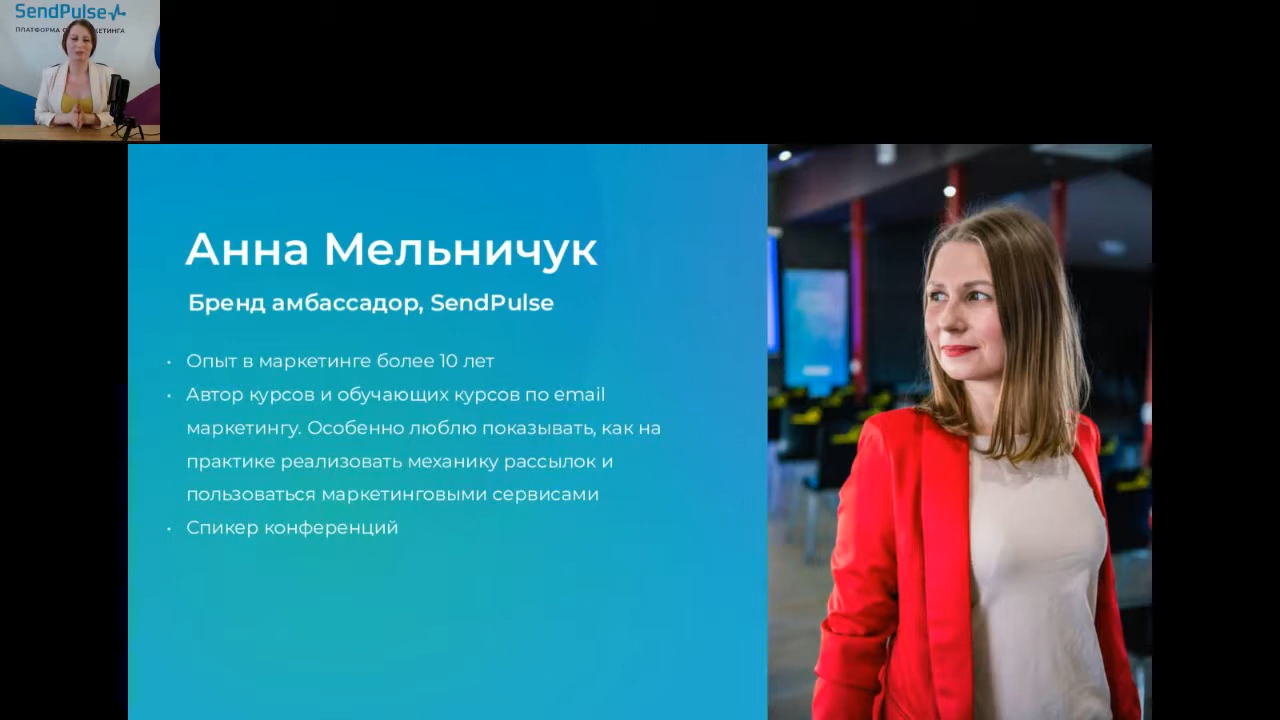 SendPulse
ПЛАТФОРМА
Анна Мельничук
Бренд амбассадор, SendPulse
• Опыт в маркетинге более 10 лет
• Автор курсов и обучающих курсов по email
маркетингу. Особенно люблю показывать, как на
практике реализовать механику рассылок и
пользоваться маркетинговыми сервисами
• Спикер конференций